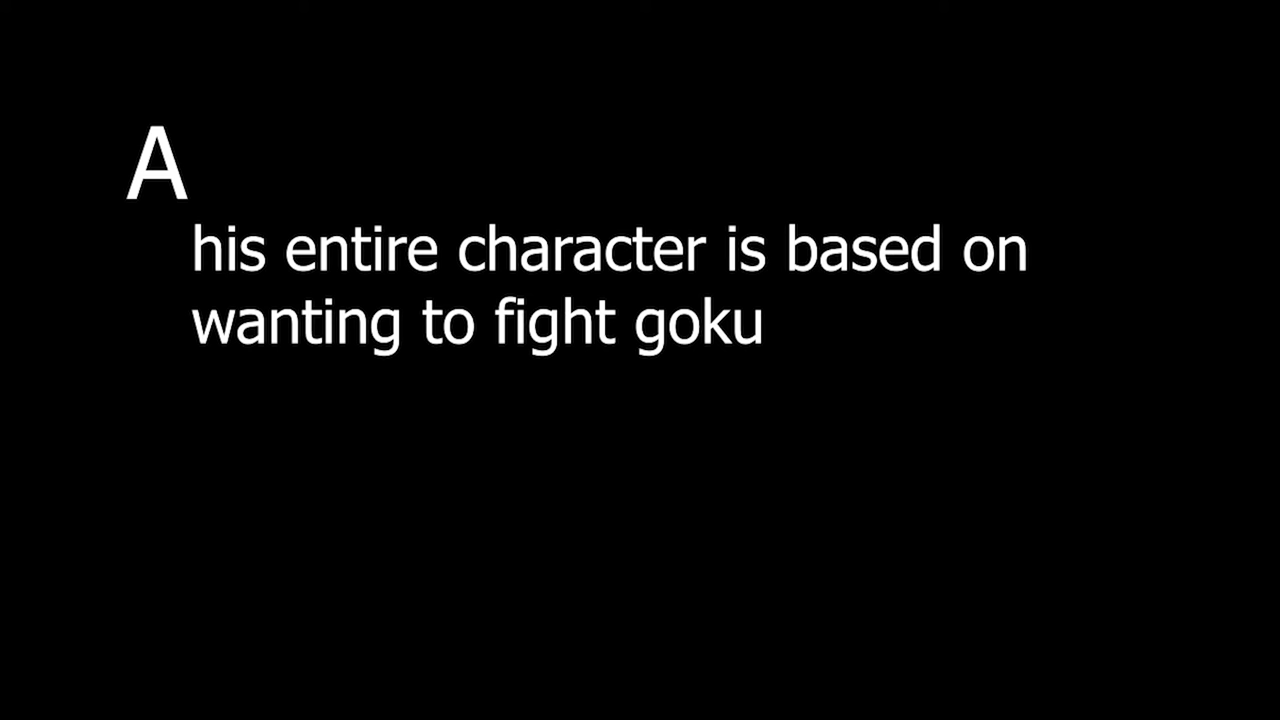 A
his entire character is based on
wanting to fight goku